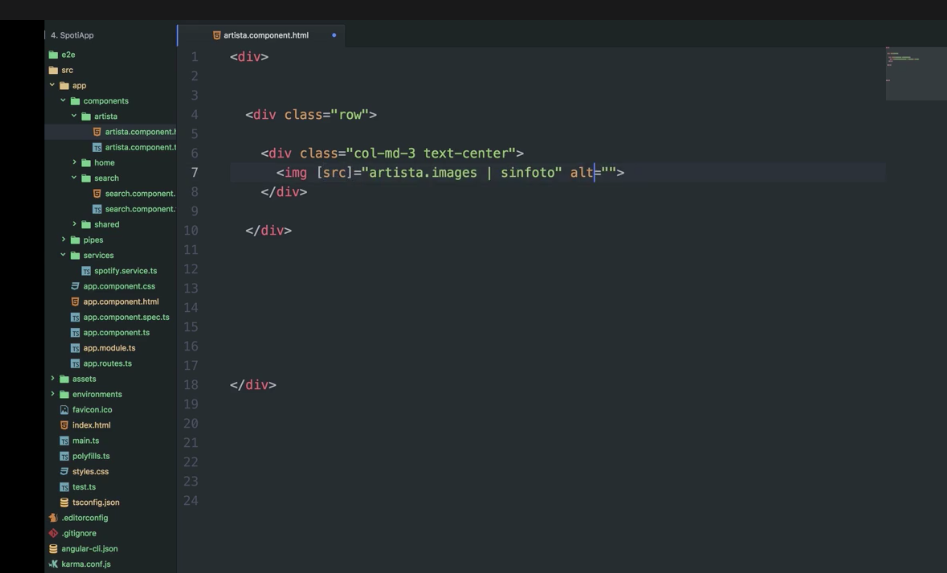 4. SpotiApp
e2e
src
app
components
artista
artista.component.h
artista.component.t
home
search
search.component.
search.component.
shared
pipes
services
spotify.service.ts
app.component.css
app.component.html
app.component.spec.ts
app.component.ts
app.module.ts
app.routes.ts
assets
environments
favicon.ico
index.html
main.ts
polyfills.ts
styles.css
test.ts
tsconfig.json
.editorconfig
.gitignore
angular-cli.json
karma.conf.js
artista.component.html
1 <div>
2
3
4 <div class="row">
5
6 <div class="col-md-3 text-center">
7 <img [src]="artista.images | sinfoto" alt="">
8 </div>
9
10 </div>
11
12
13
14
15
16
17
18 </div>
19
20
21
22
23
24